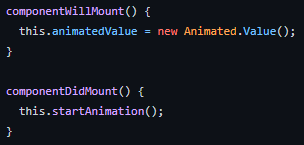 componentWillMount() {
  this.animatedValue = new Animated.Value();
}

componentDidMount() {
  this.startAnimation();
}